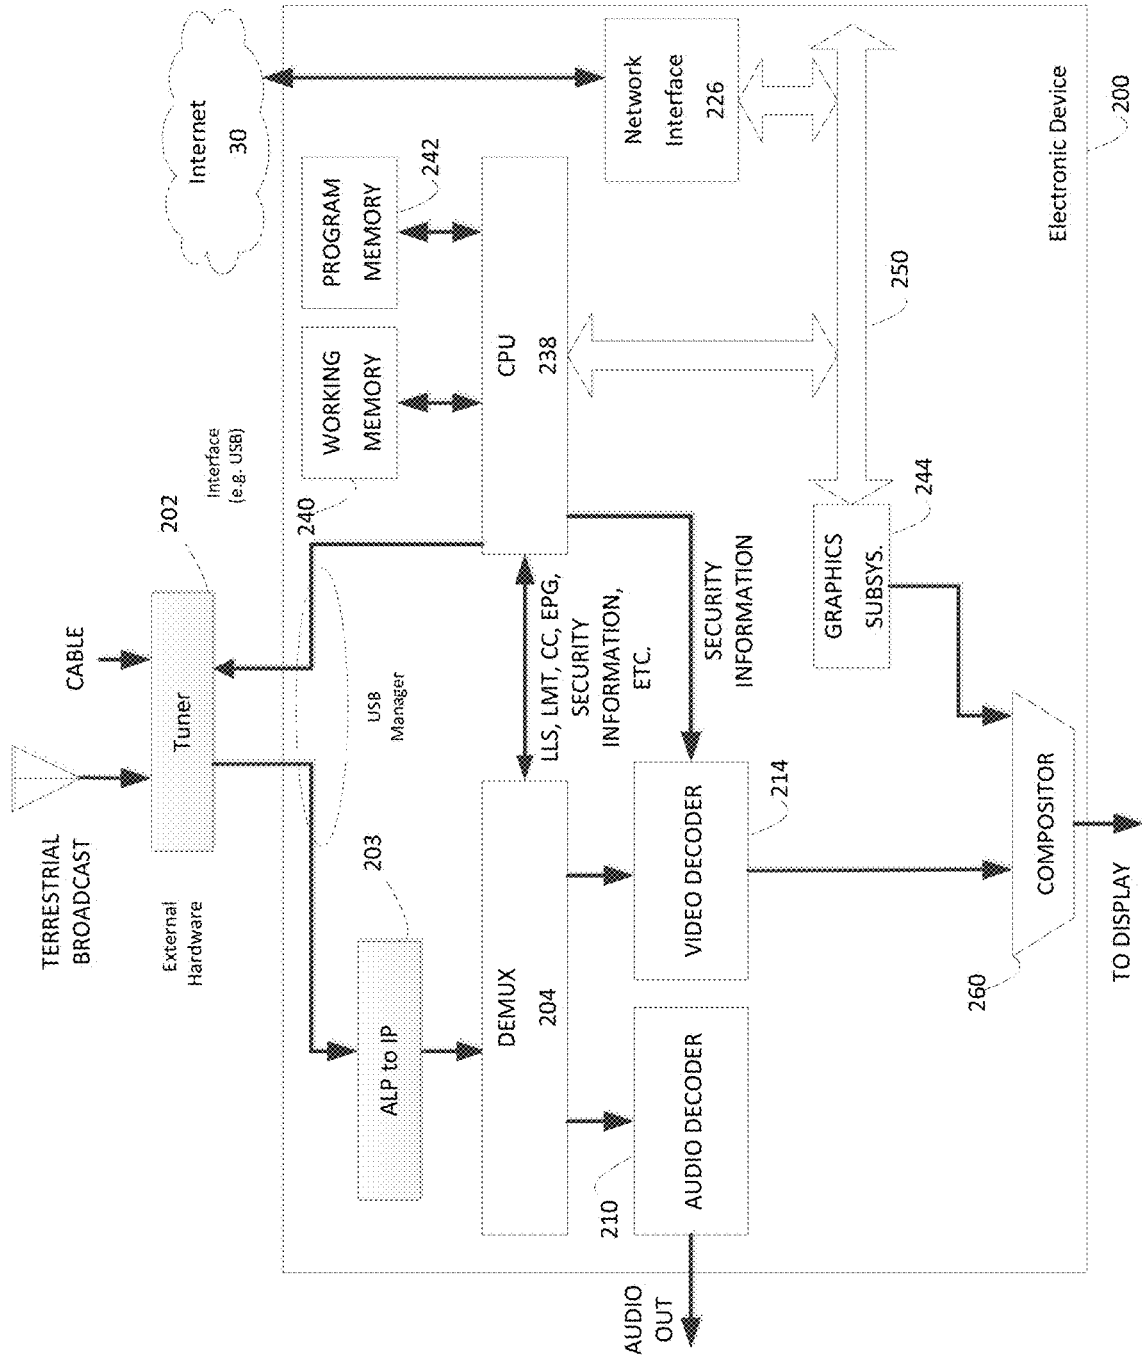 TERRESTRIAL
BROADCAST
CABLE
External
Hardware
Tuner
202
Interface
(e.g. USB)
Internet
30
USB
Manager
203
ALP to IP
240
WORKING
MEMORY
PROGRAM
MEMORY
242
DEMUX
204
LLS, LMT, CC, EPG,
SECURITY
INFORMATION,
ETC.
CPU
238
Network
Interface
226
210
AUDIO DECODER
VIDEO DECODER
214
SECURITY
INFORMATION
AUDIO
OUT
GRAPHICS
SUBSYS.
244
250
260
COMPOSITOR
Electronic Device
200
TO DISPLAY